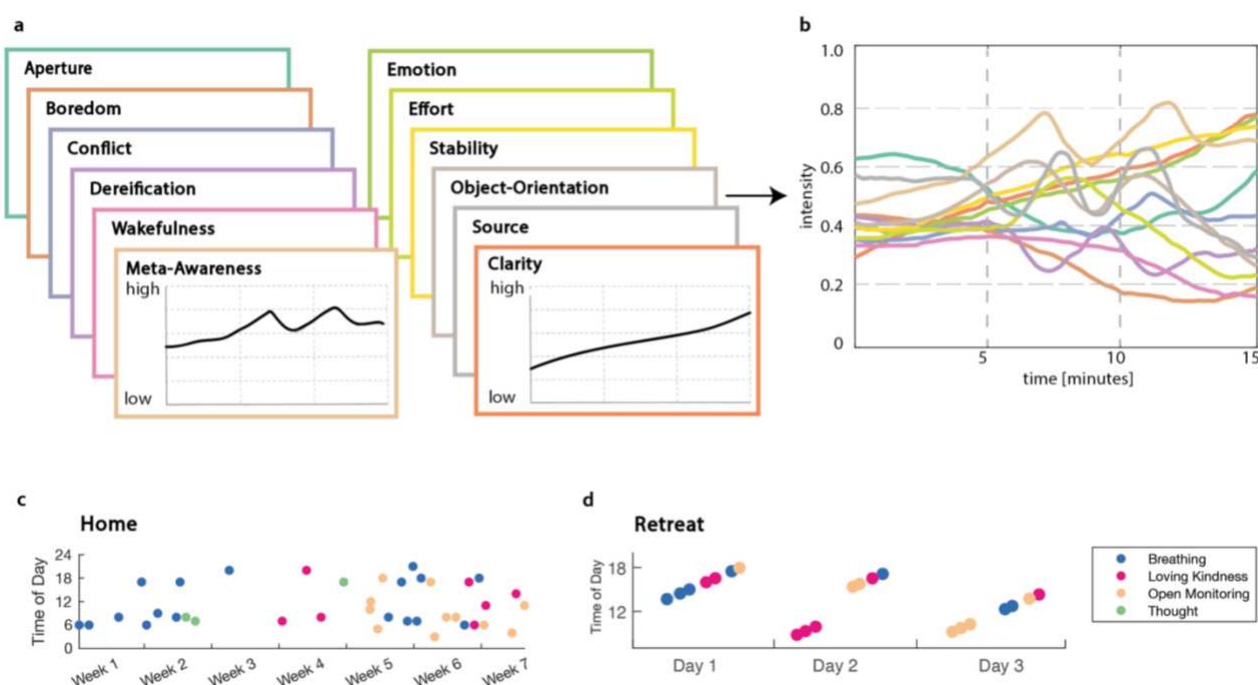 a
Aperture
Boredom
Conflict
Dereification
Wakefulness
Meta-Awareness
high
low
Emotion
Effort
Stability
Object-Orientation
Source
Clarity
high
low
b
1.0
0.8
0.6
0.4
0.2
0
intensity
5 10 15
time [minutes]
c
Home
24
18
12
6
0
Time of Day
Week 1 Week 2 Week 3 Week 4 Week 5 Week 6 Week 7
d
Retreat
18
12
Time of Day
Day 1 Day 2 Day 3
Breathing
Loving Kindness
Open Monitoring
Thought